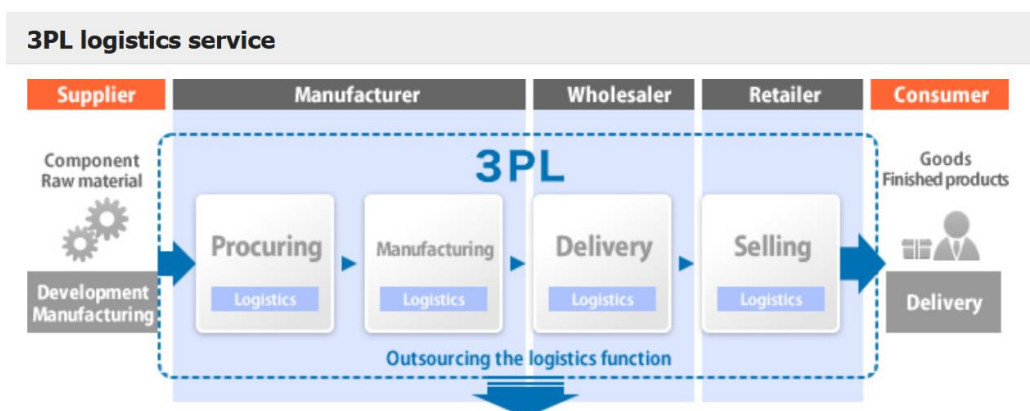 3PL logistics service
Supplier
Manufacturer
Wholesaler
Retailer
Consumer
3PL
Component
Raw material
Development
Manufacturing
Procuring
Logistics
Manufacturing
Logistics
Delivery
Logistics
Selling
Logistics
Goods
Finished products
Delivery
Outsourcing the logistics function